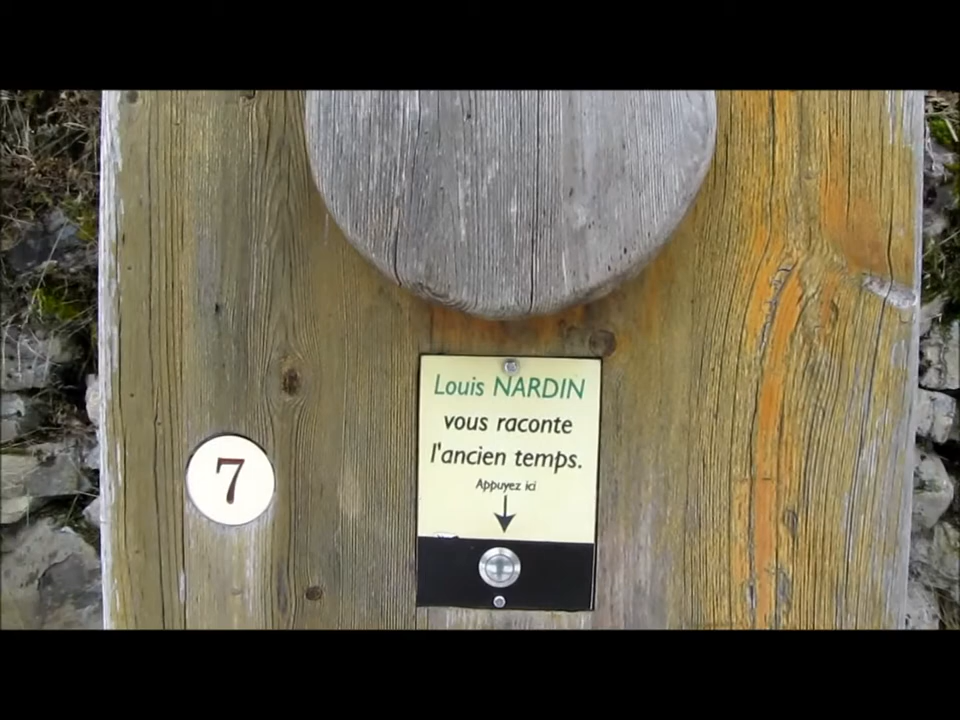 Louis NARDIN
vous raconte
l'ancien temps.
Appuyez ici
7